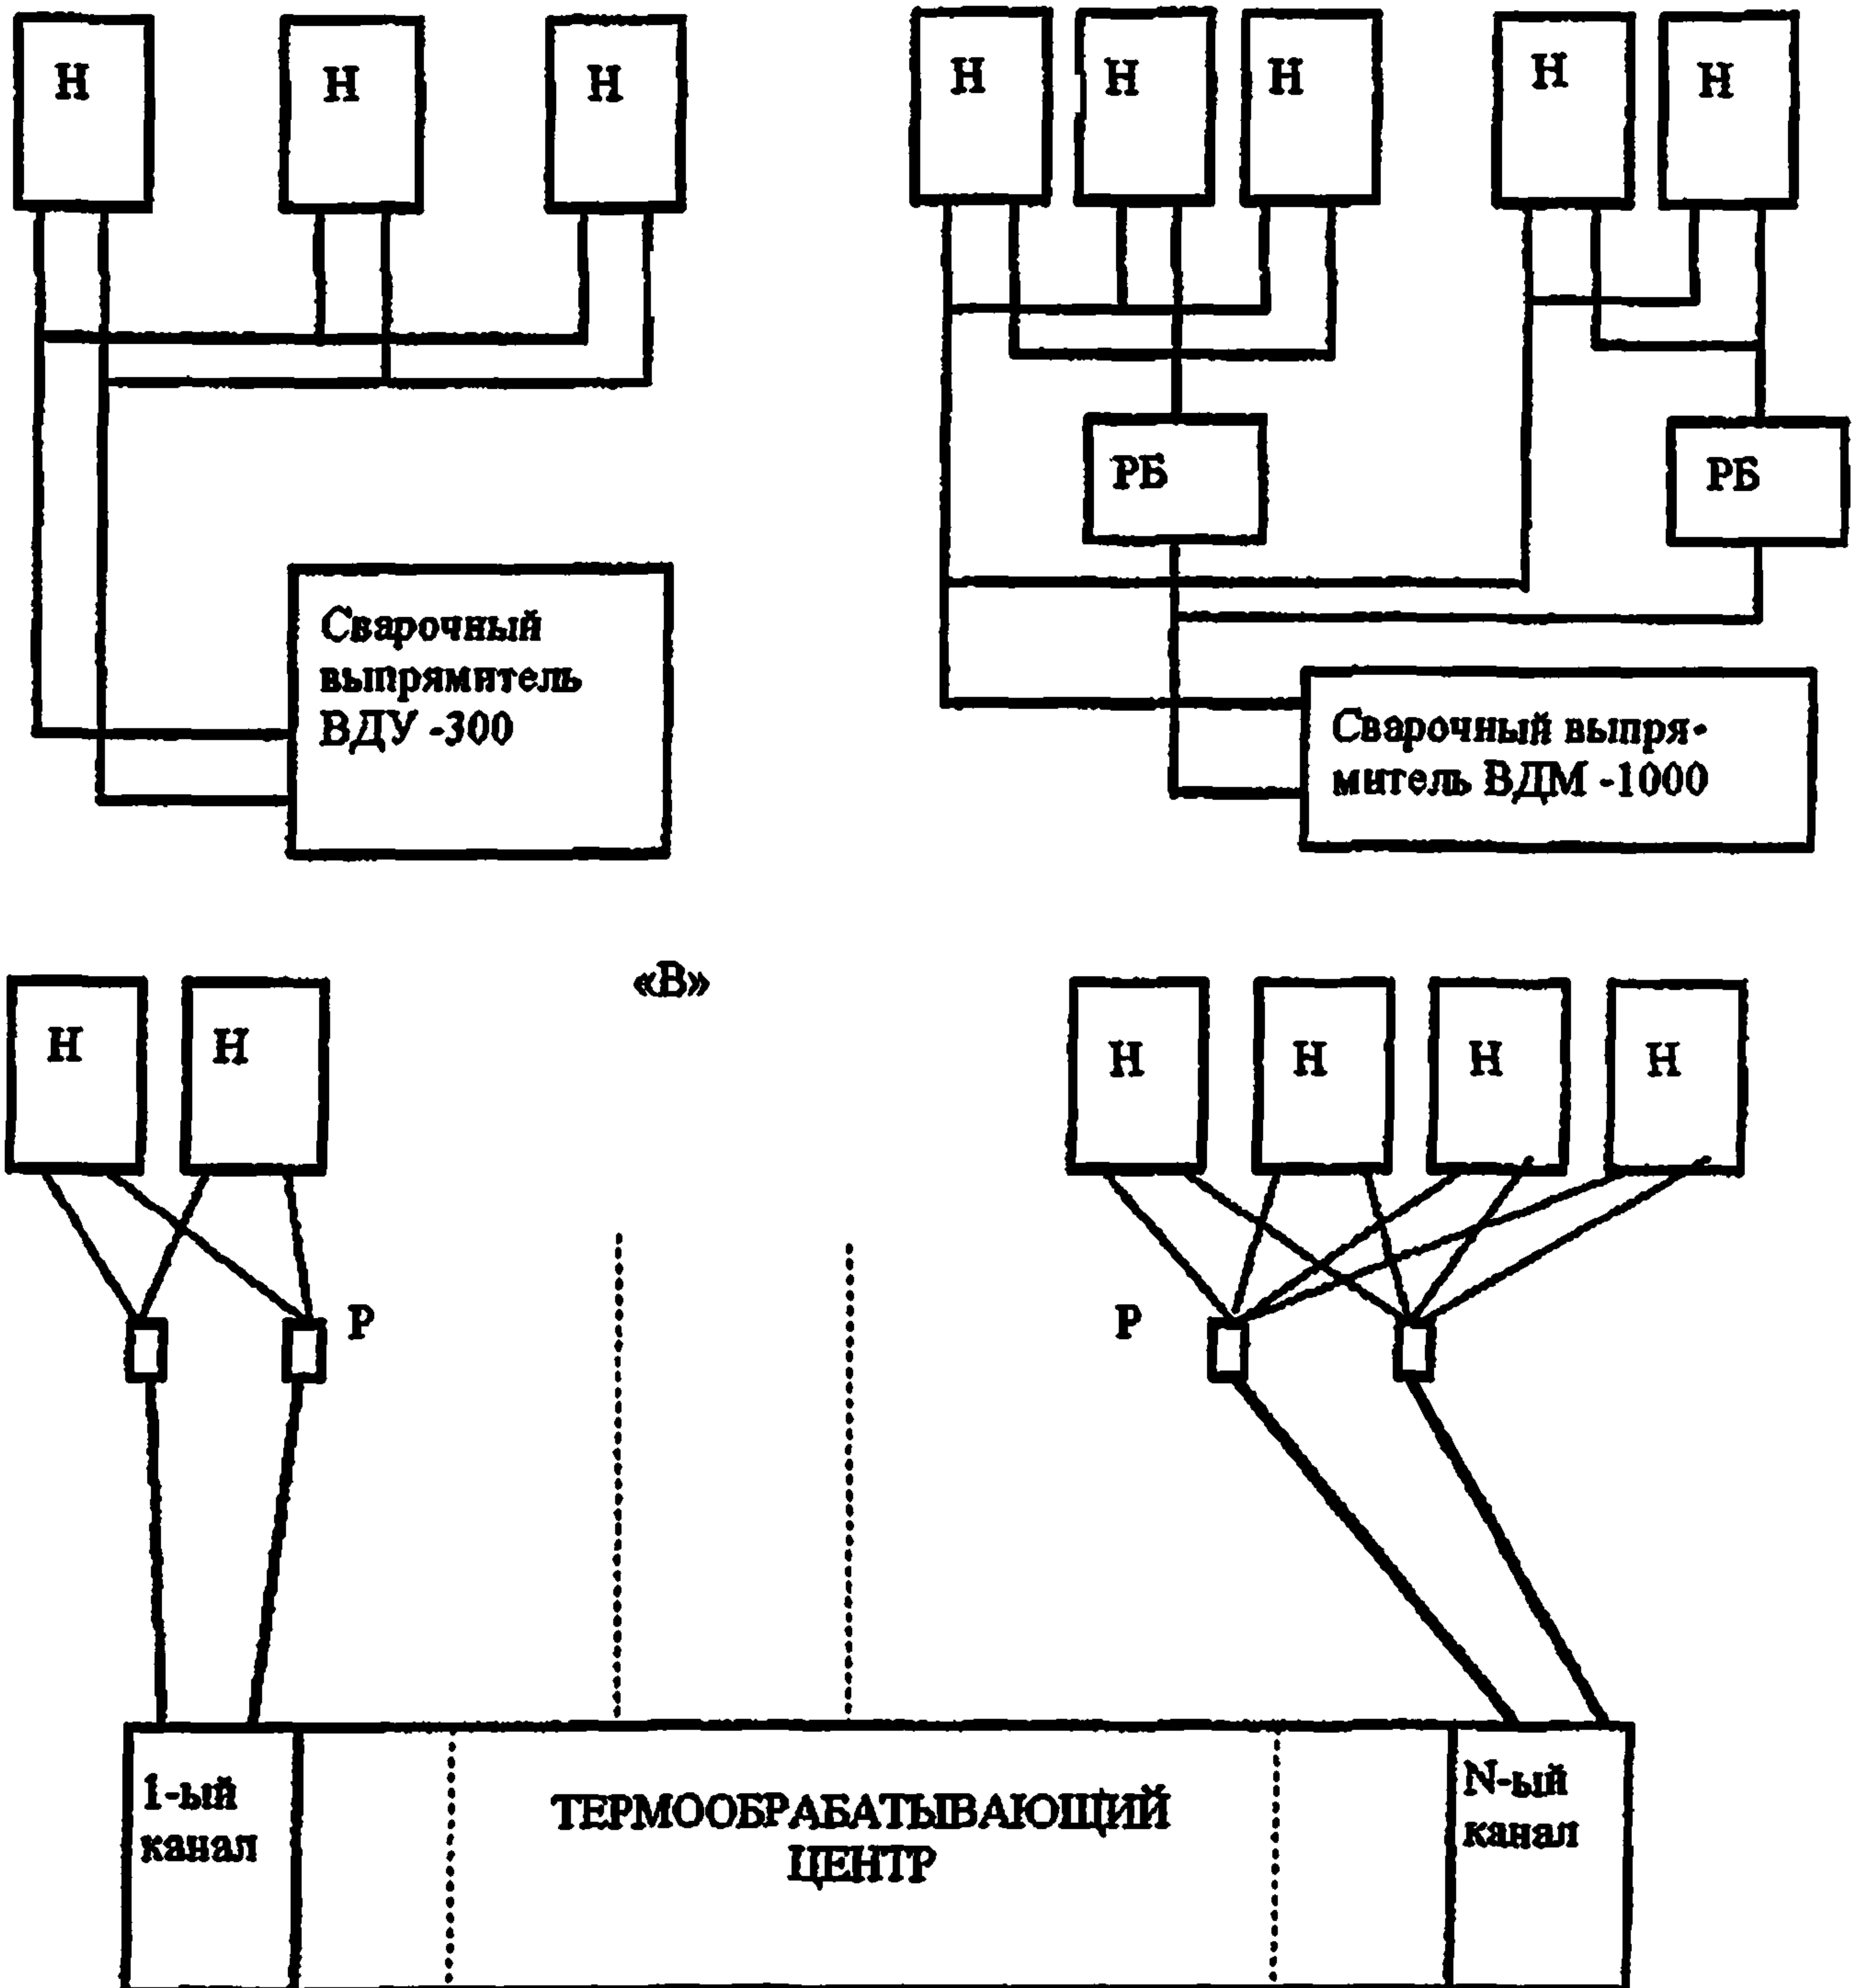 Н Н Н Н Н Н Н Н
РБ РБ
Сварочный
выпрямитель
ВДУ -300
Сварочный выпря-
митель ВДМ -1000
«В»
Н Н Н Н Н Н
Р Р
1-ый
канал
ТЕРМООБРАБАТЫВАЮЩИЙ
ЦЕНТР
N-ый
канал